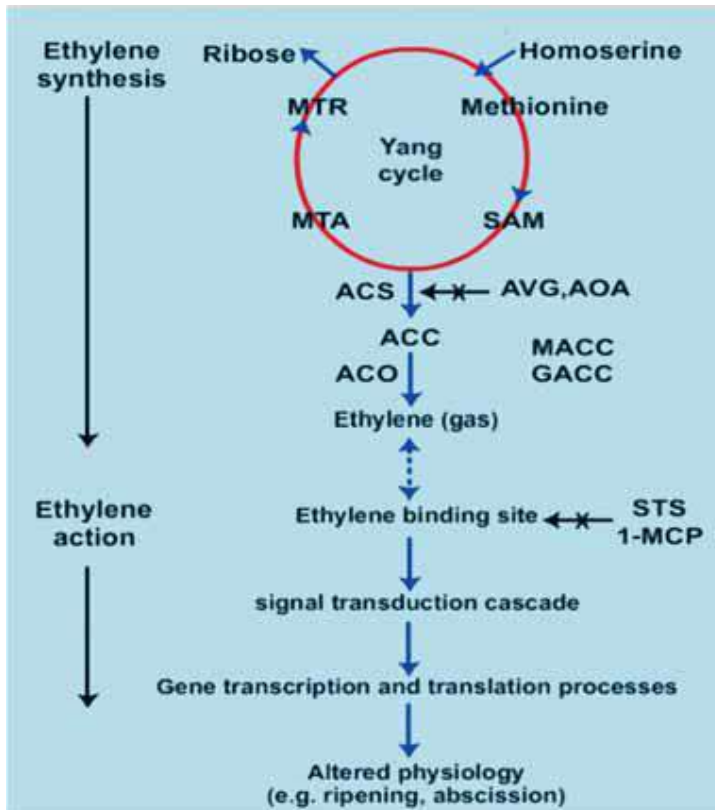 Ethylene
synthesis
Ribose
Homoserine
MTR
Methionine
Yang
cycle
MTA
SAM
ACS
AVG,AOA
ACC
MACC
GACC
ACO
Ethylene (gas)
Ethylene
action
Ethylene binding site
STS
1-MCP
signal transduction cascade
Gene transcription and translation processes
Altered physiology
(e.g. ripening, abscission)